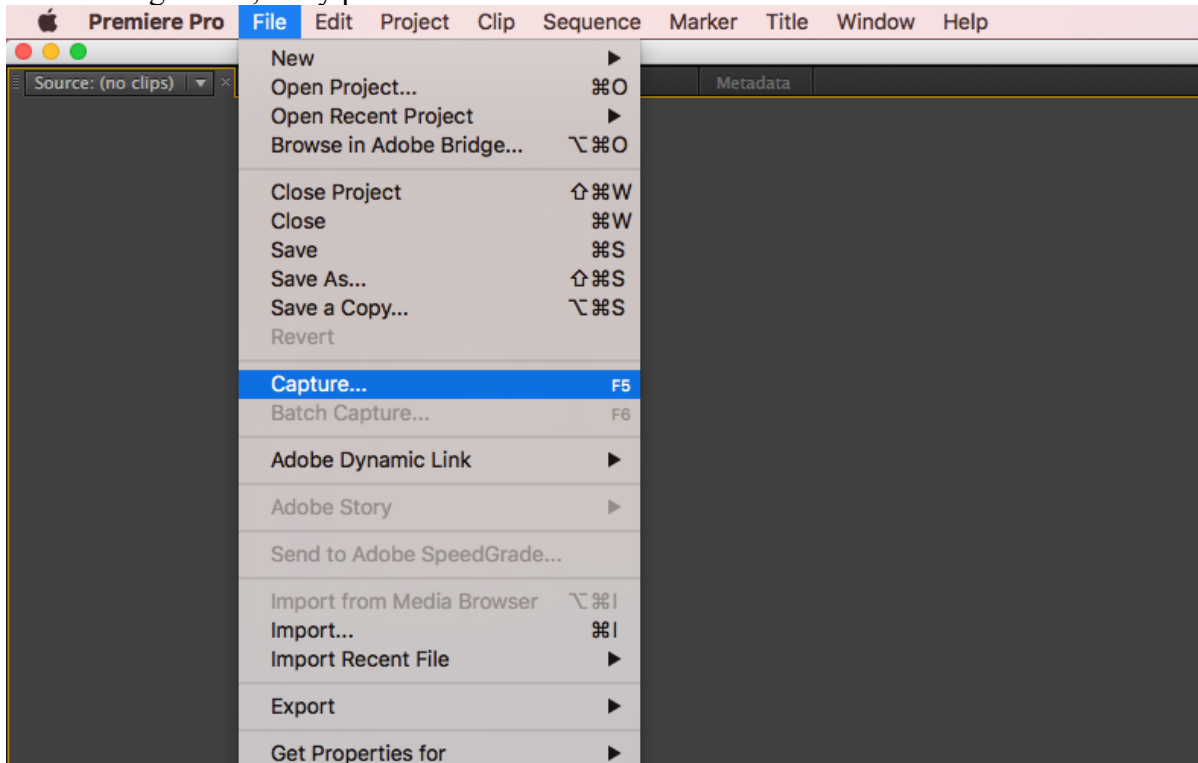 Premiere Pro File Edit Project Clip Sequence Marker Title Window Help
Source: (no clips) Metadata
New
Open Project... ⌘O
Open Recent Project
Browse in Adobe Bridge... ⌥⌘O
Close Project ⇧⌘W
Close ⌘W
Save ⌘S
Save As... ⇧⌘S
Save a Copy... ⌥⌘S
Revert
Capture... F5
Batch Capture... F6
Adobe Dynamic Link
Adobe Story
Send to Adobe SpeedGrade...
Import from Media Browser ⌥⌘I
Import... ⌘I
Import Recent File
Export
Get Properties for